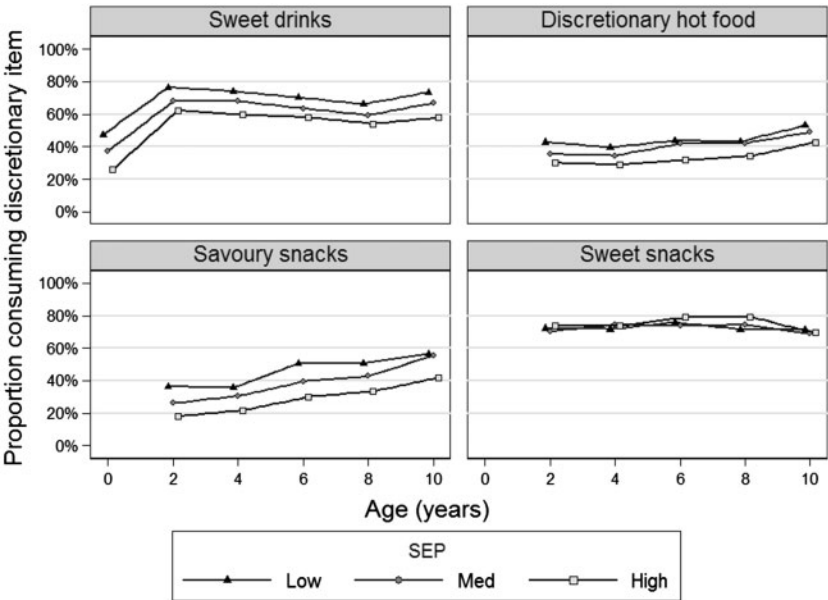 Proportion consuming discretionary item
Sweet drinks
100%
80%
60%
40%
20%
0%
Discretionary hot food
Savoury snacks
100%
80%
60%
40%
20%
0%
0 2 4 6 8 10
Sweet snacks
0 2 4 6 8 10
Age (years)
SEP
Low Med High